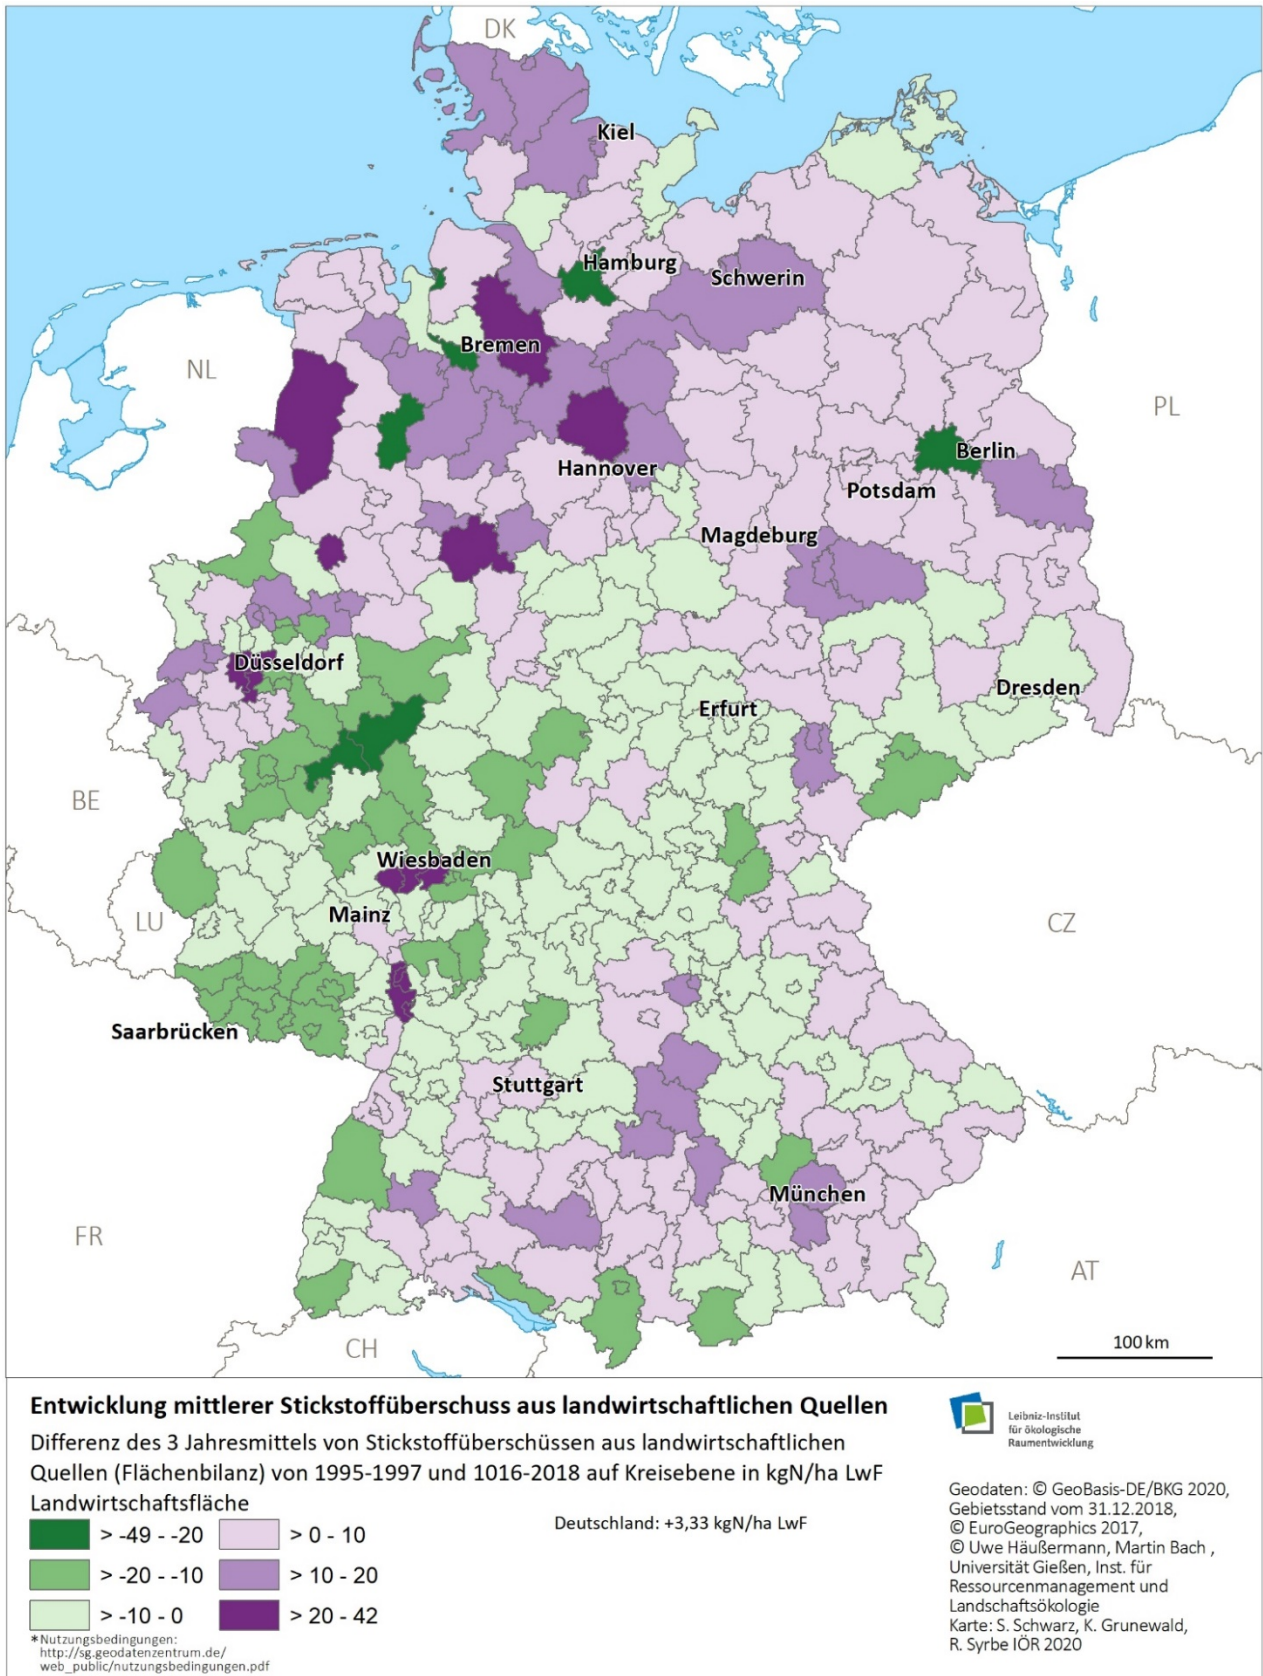 DK
Kiel
Hamburg
Schwerin
Bremen
NL
PL
Berlin
Hannover
Potsdam
Magdeburg
Düsseldorf
Dresden
Erfurt
BE
Wiesbaden
LU
Mainz
CZ
Saarbrücken
Stuttgart
München
FR
AT
CH
100 km
Entwicklung mittlerer Stickstoffüberschuss aus landwirtschaftlichen Quellen
Differenz des 3 Jahresmittels von Stickstoffüberschüssen aus landwirtschaftlichen
Quellen (Flächenbilanz) von 1995-1997 und 1016-2018 auf Kreisebene in kgN/ha LwF
Landwirtschaftsfläche
> -49 - -20
> 0 - 10
> -20 - -10
> 10 - 20
> -10 - 0
> 20 - 42
*Nutzungsbedingungen:
http://sg.geodatenzentrum.de/
web_public/nutzungsbedingungen.pdf
Deutschland: +3,33 kgN/ha LwF
Leibniz-Institut
für ökologische
Raumentwicklung
Geodaten: © GeoBasis-DE/BKG 2020,
Gebietsstand vom 31.12.2018,
© EuroGeographics 2017,
© Uwe Häußermann, Martin Bach ,
Universität Gießen, Inst. für
Ressourcenmanagement und
Landschaftsökologie
Karte: S. Schwarz, K. Grunewald,
R. Syrbe IÖR 2020